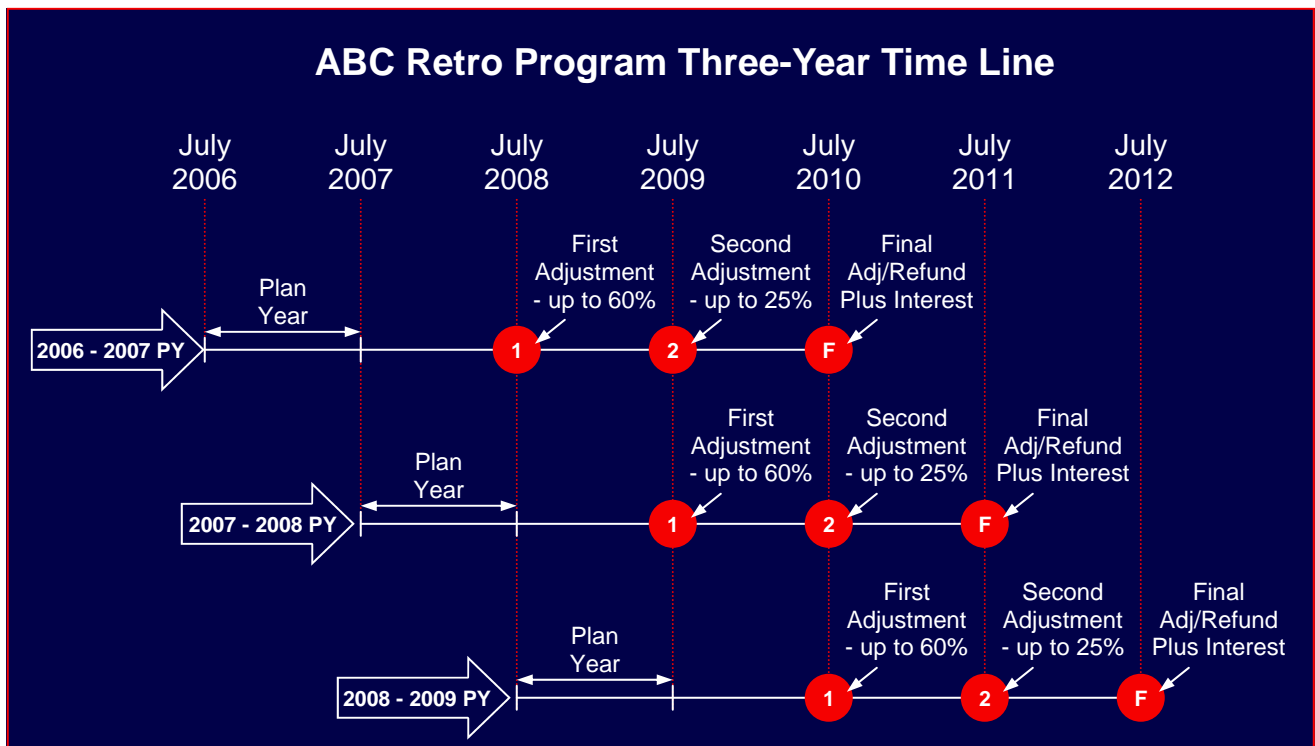 ABC Retro Program Three-Year Time Line
July
2006
July
2007
July
2008
July
2009
July
2010
July
2011
July
2012
2006 - 2007 PY
Plan
Year
First
Adjustment
- up to 60%
Second
Adjustment
- up to 25%
Final
Adj/Refund
Plus Interest
1
2
F
2007 - 2008 PY
Plan
Year
First
Adjustment
- up to 60%
Second
Adjustment
- up to 25%
Final
Adj/Refund
Plus Interest
1
2
F
2008 - 2009 PY
Plan
Year
First
Adjustment
- up to 60%
Second
Adjustment
- up to 25%
Final
Adj/Refund
Plus Interest
1
2
F